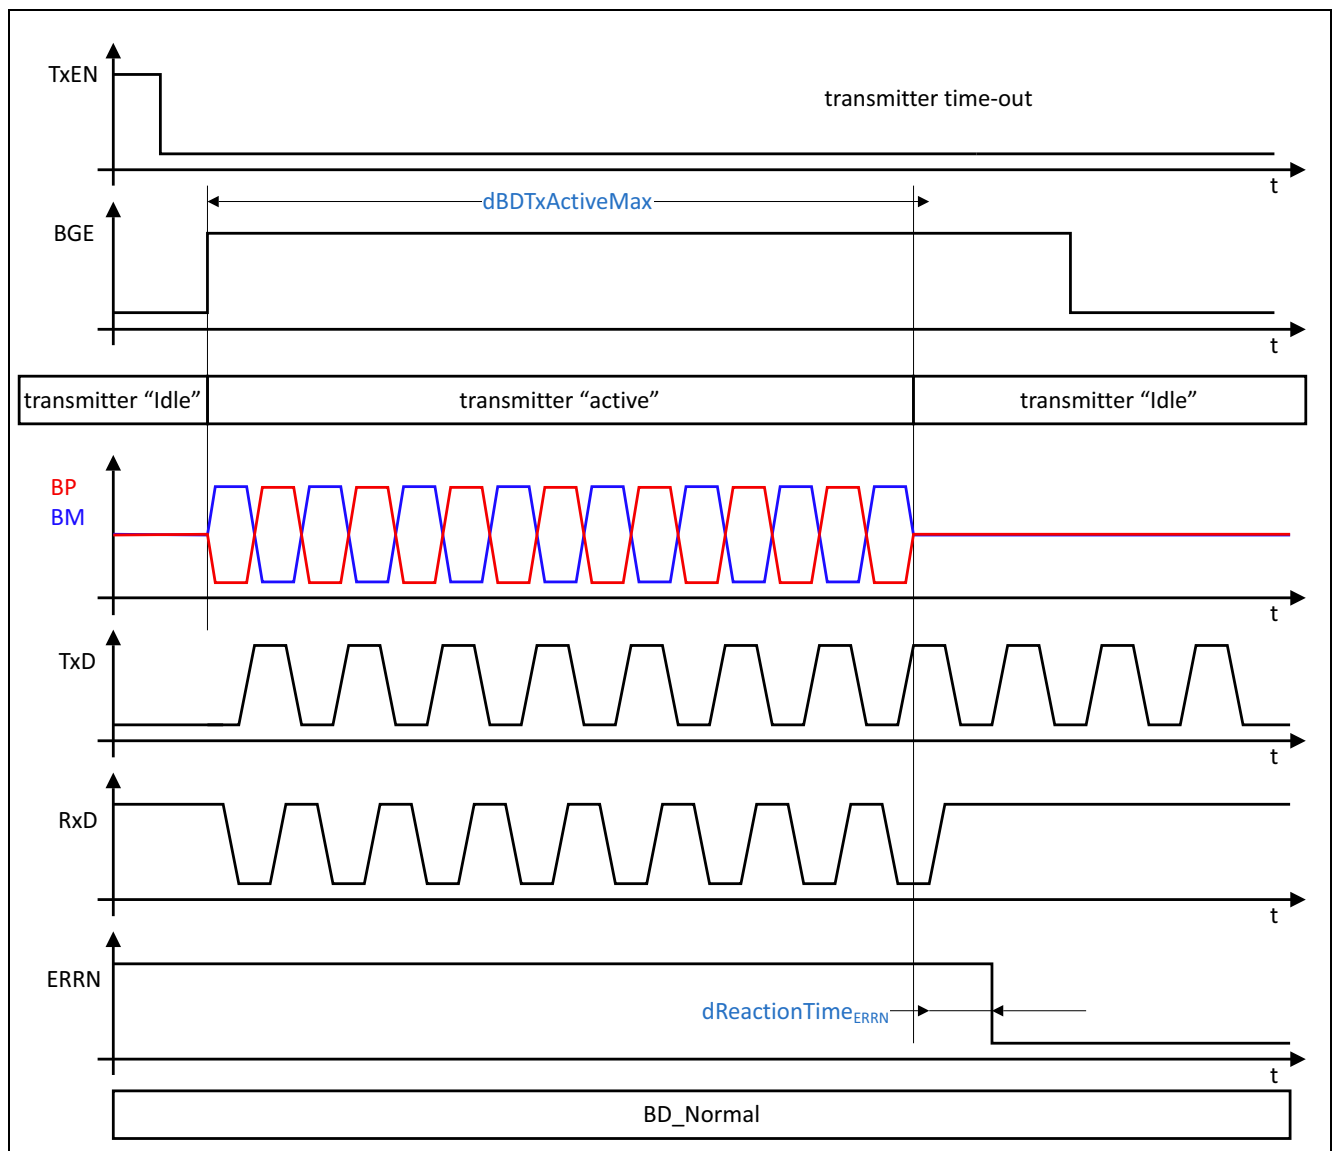 TxEN
transmitter time-out
t
dBDTxActiveMax
BGE
t
transmitter “Idle” transmitter “active” transmitter “Idle”
BP
BM
t
TxD
t
RxD
t
ERRN
dReactionTimeERRN
t
BD_Normal